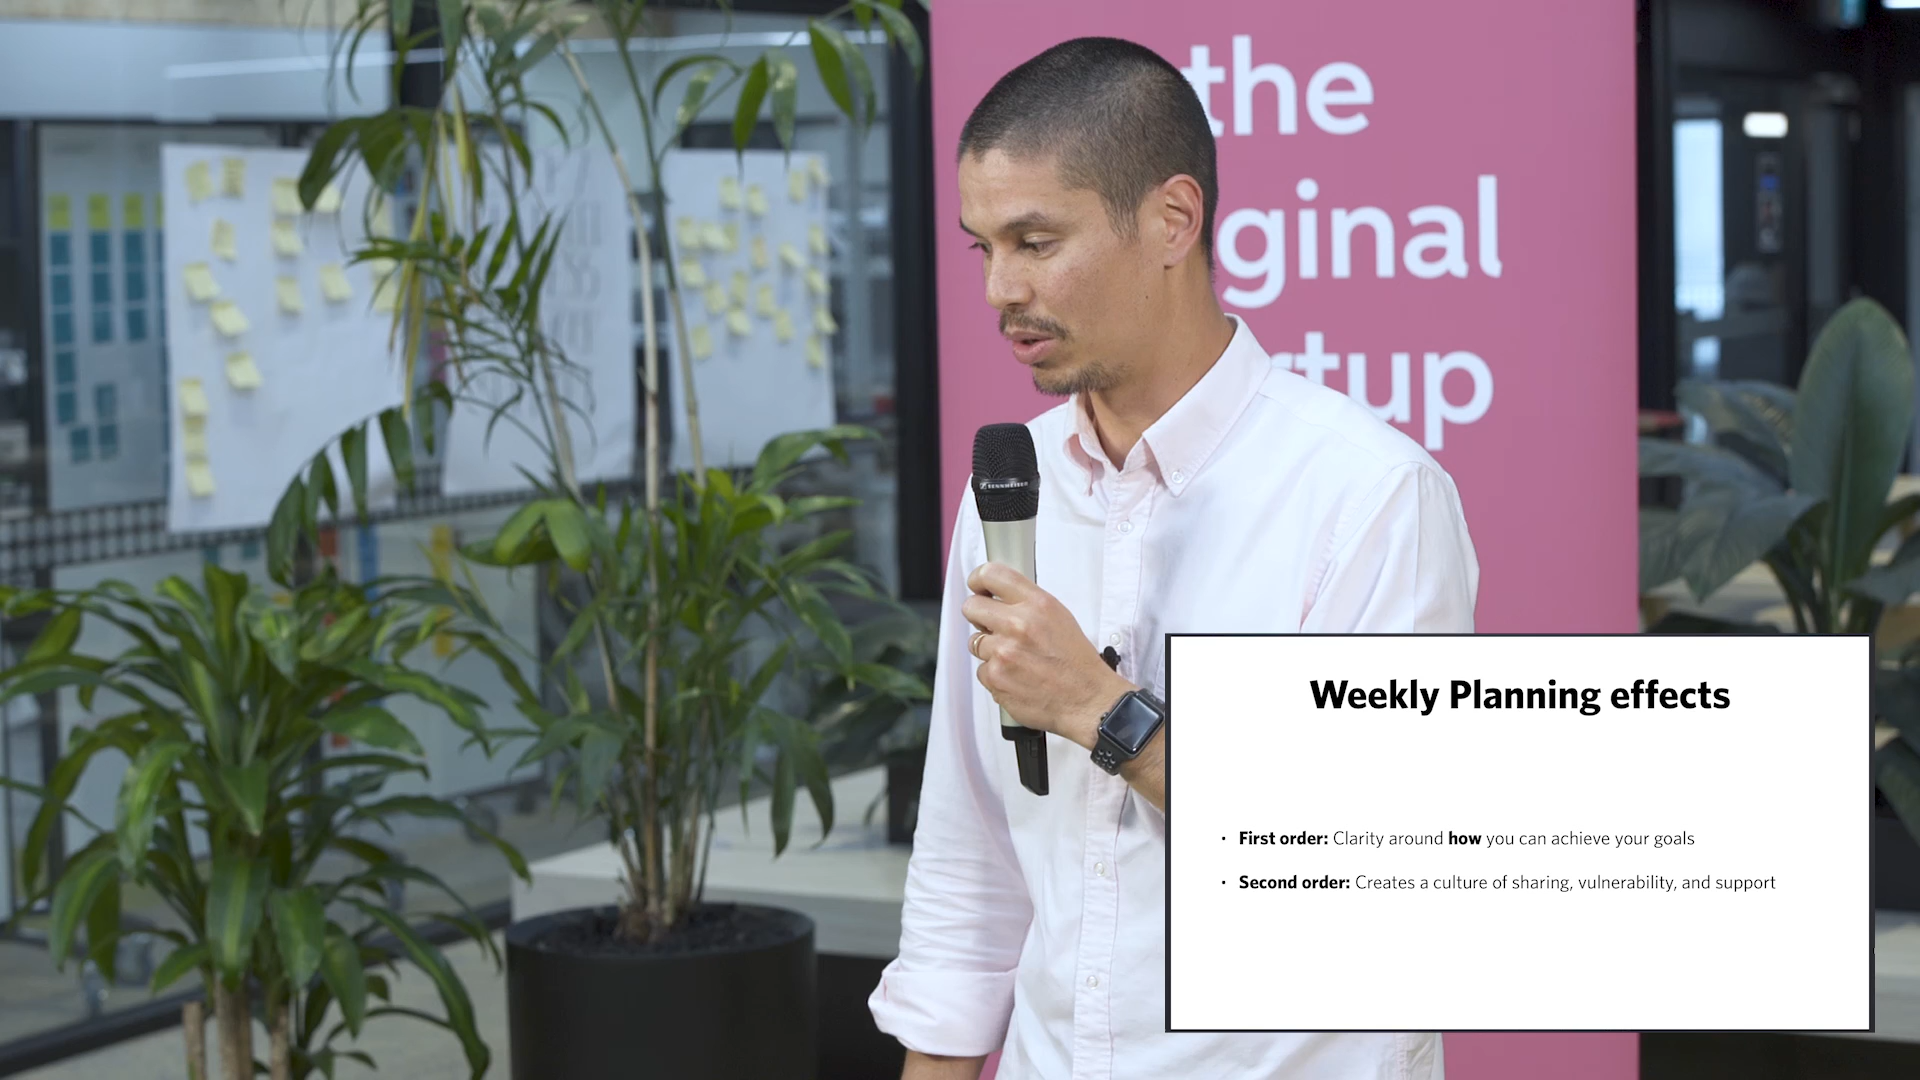 the
ginal
tup
SENNHEISER
Weekly Planning effects
· First order: Clarity around how you can achieve your goals
· Second order: Creates a culture of sharing, vulnerability, and support